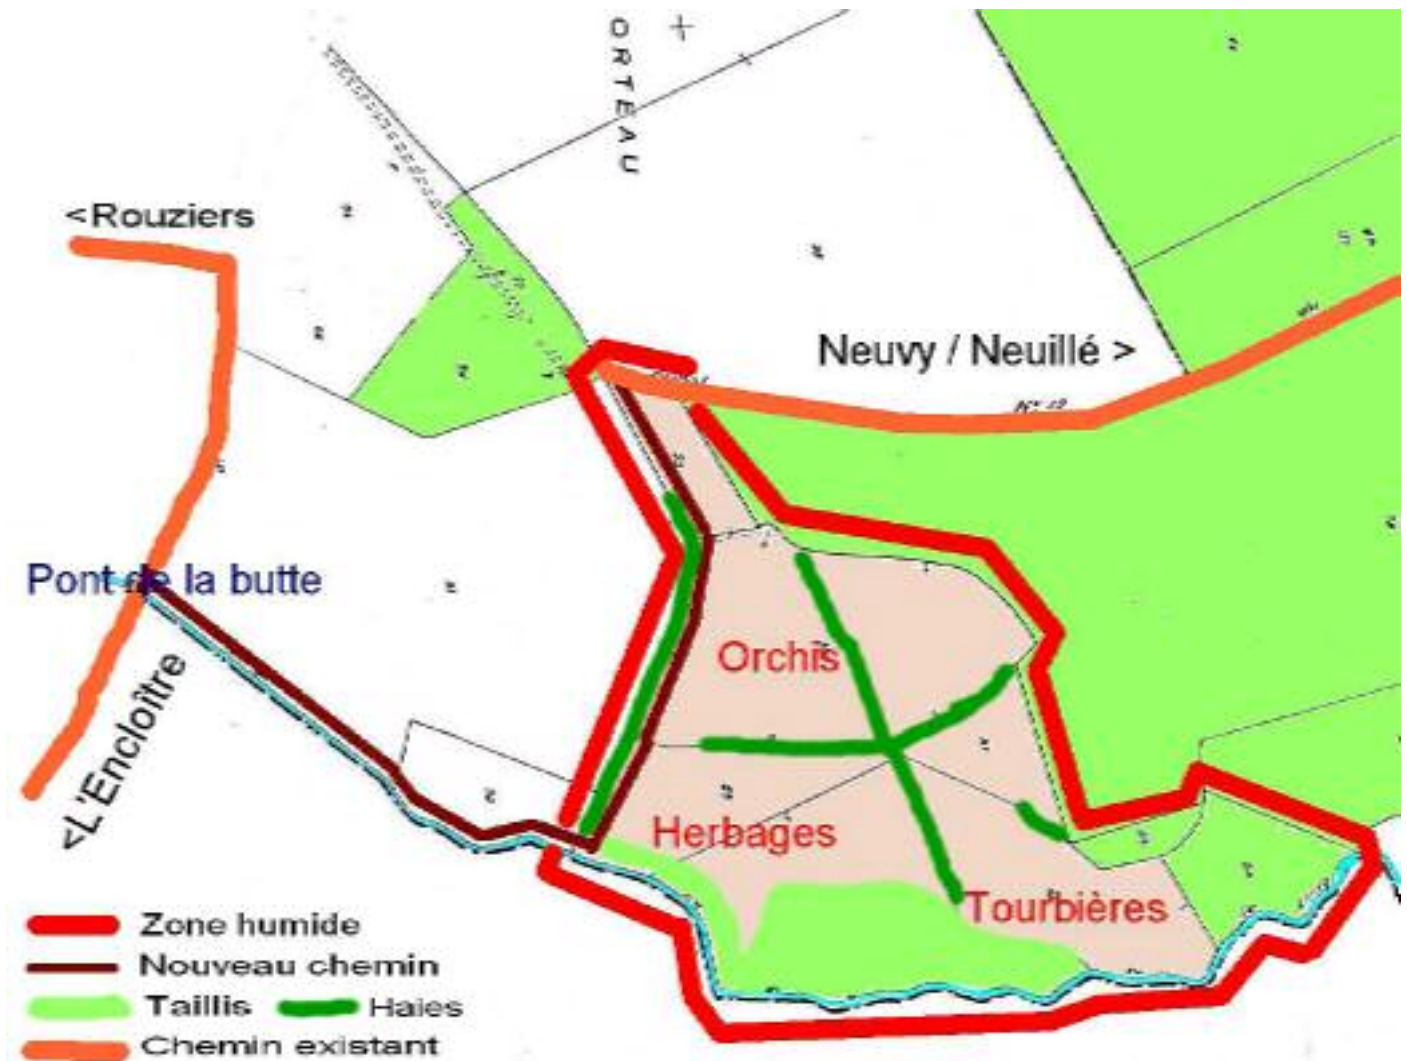 ORTEAU
<Rouziers
Neuvy / Neuillé >
Pont de la butte
Orchis
<L'Encloître
Herbages
Tourbières
Zone humide
Nouveau chemin
Taillis Haies
Chemin existant